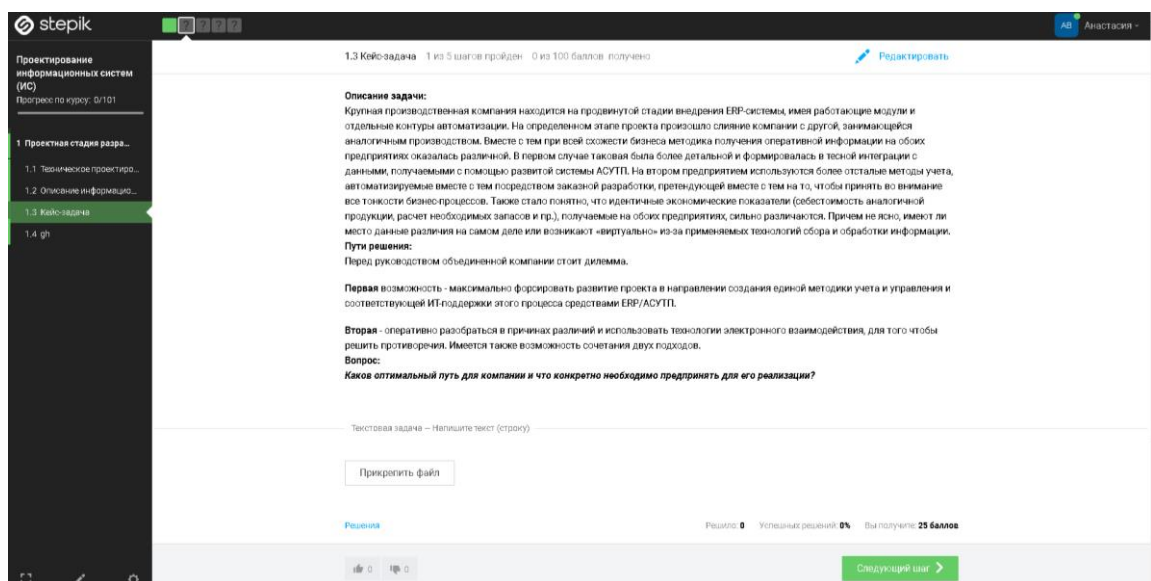 stepik
? ? ? ?
АВ Анастасия
Проектирование
информационных систем
(ИС)
Прогресс по курсу: 0/101
1 Проектная стадия разра...
1.1 Техническое проектиро...
1.2 Описание информацио...
1.3 Кейс-задача
1.4 gh
1.3 Кейс-задача 1 из 5 шагов пройден 0 из 100 баллов получено
Редактировать
Описание задачи:
Крупная производственная компания находится на продвинутой стадии внедрения ERP-системы, имея работающие модули и
отдельные контуры автоматизации. На определенном этапе проекта произошло слияние компании с другой, занимающейся
аналогичным производством. Вместе с тем при всей схожести бизнеса методика получения оперативной информации на обоих
предприятиях оказалась различной. В первом случае таковая была более детальной и формировалась в тесной интеграции с
данными, получаемыми с помощью развитой системы АСУТП. На втором предприятием используются более отсталые методы учета,
автоматизируемые вместе с тем посредством заказной разработки, претендующей вместе с тем на то, чтобы принять во внимание
все тонкости бизнес-процессов. Также стало понятно, что идентичные экономические показатели (себестоимость аналогичной
продукции, расчет необходимых запасов и пр.), получаемые на обоих предприятиях, сильно различаются. Причем не ясно, имеют ли
место данные различия на самом деле или возникают «виртуально» из-за применяемых технологий сбора и обработки информации.
Пути решения:
Перед руководством объединенной компании стоит дилемма.
Первая возможность - максимально форсировать развитие проекта в направлении создания единой методики учета и управления и
соответствующей ИТ-поддержки этого процесса средствами ERP/АСУТП.
Вторая - оперативно разобраться в причинах различий и использовать технологии электронного взаимодействия, для того чтобы
решить противоречия. Имеется также возможность сочетания двух подходов.
Вопрос:
Каков оптимальный путь для компании и что конкретно необходимо предпринять для его реализации?
Текстовая задача – Напишите текст (строку)
Прикрепить файл
Решения
Решило: 0 Успешных решений: 0% Вы получите: 25 баллов
0 0
Следующий шаг